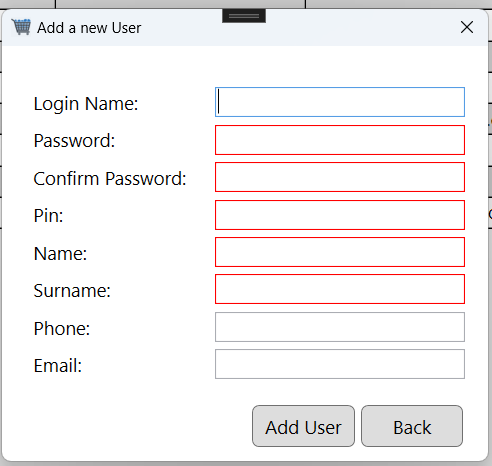 Add a new User
Login Name:
Password:
Confirm Password:
Pin:
Name:
Surname:
Phone:
Email:
Add User
Back